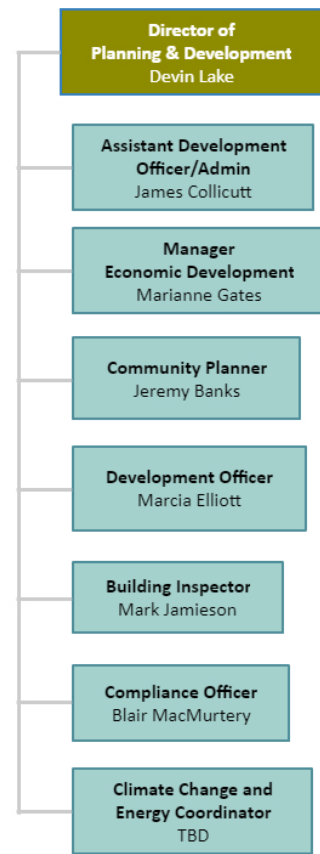 Director of
Planning & Development
Devin Lake
Assistant Development
Officer/Admin
James Collicutt
Manager
Economic Development
Marianne Gates
Community Planner
Jeremy Banks
Development Officer
Marcia Elliott
Building Inspector
Mark Jamieson
Compliance Officer
Blair MacMurtery
Climate Change and
Energy Coordinator
TBD